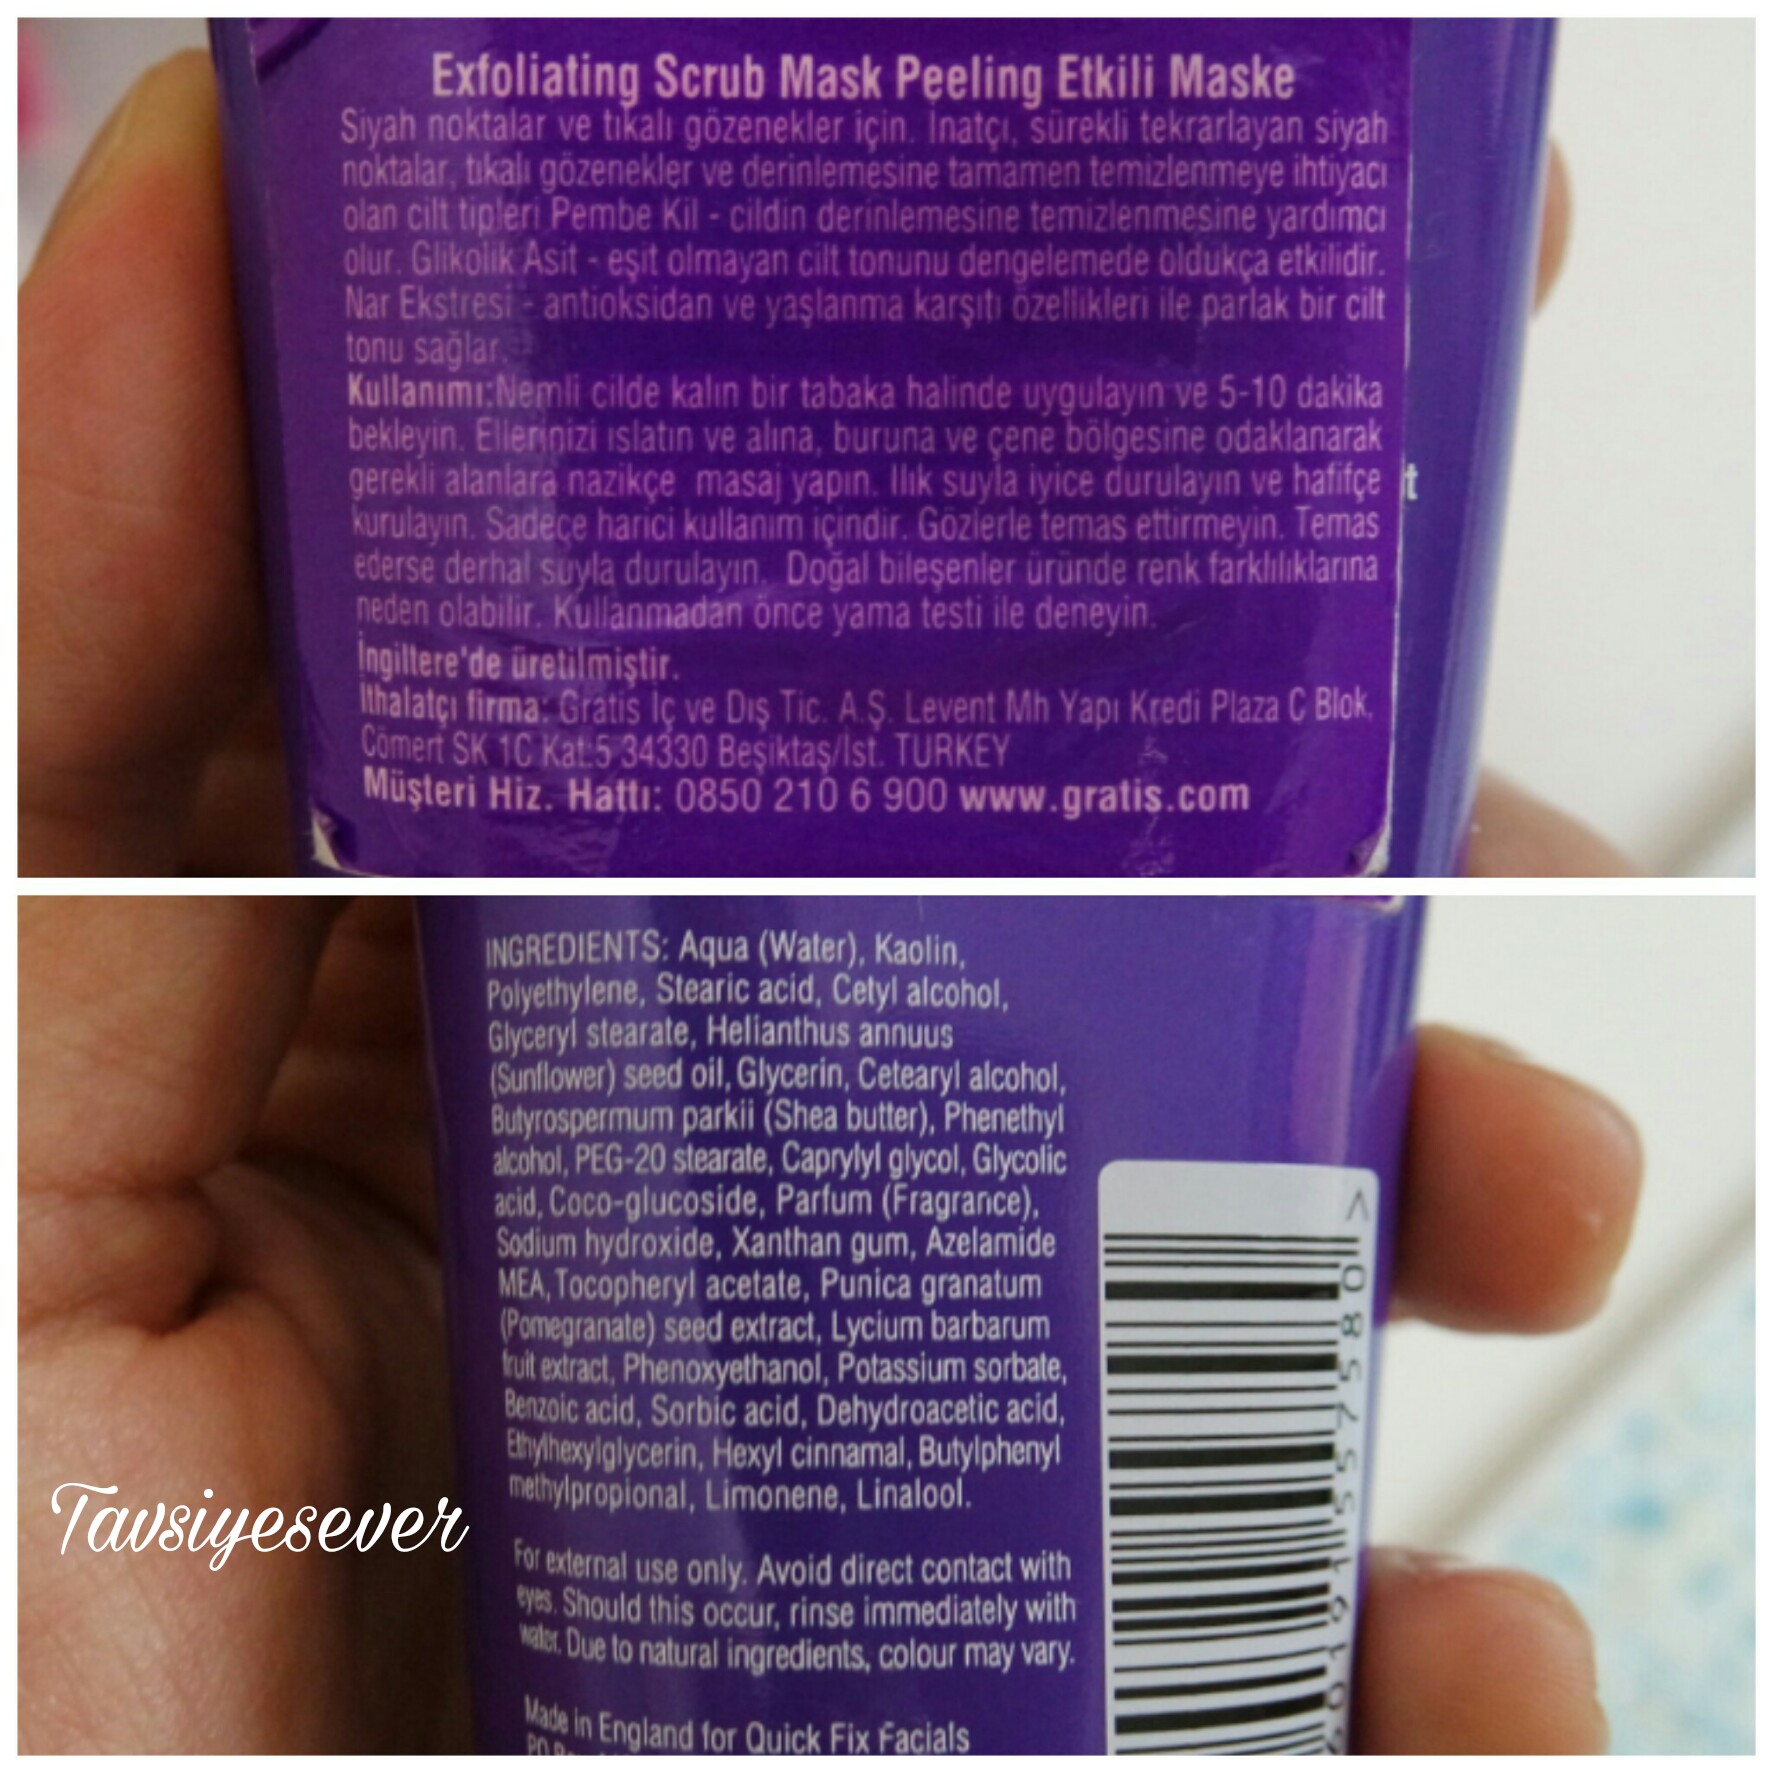 Exfoliating Scrub Mask Peeling Etkili Maske
Siyah noktalar ve tıkalı gözenekler için. İnatçı, sürekli tekrarlayan siyah
noktalar, tıkalı gözenekler ve derinlemesine tamamen temizlenmeye ihtiyacı
olan cilt tipleri Pembe Kil - cildin derinlemesine temizlenmesine yardımcı
olur. Glikolik Asit - eşit olmayan cilt tonunu dengelemede oldukça etkilidir.
Nar Ekstresi - antioksidan ve yaşlanma karşıtı özellikleri ile parlak bir cilt
tonu sağlar.
Kullanımı:Nemli cilde kalın bir tabaka halinde uygulayın ve 5-10 dakika
bekleyin. Ellerinizi ıslatın ve alına, buruna ve çene bölgesine odaklanarak
gerekli alanlara nazikçe masaj yapın. Ilık suyla iyice durulayın ve hafifçe
kurulayın. Sadece harici kullanım içindir. Gözlerle temas ettirmeyin. Temas
ederse derhal suyla durulayın. Doğal bileşenler üründe renk farklılıklarına
neden olabilir. Kullanmadan önce yama testi ile deneyin.
İngiltere'de üretilmiştir.
İthalatçı firma: Gratis İç ve Dış Tic. A.Ş. Levent Mh Yapı Kredi Plaza C Blok,
Cömert SK 1C Kat:5 34330 Beşiktaş/İst. TURKEY
Müşteri Hiz. Hattı: 0850 210 6 900 www.gratis.com
INGREDIENTS: Aqua (Water), Kaolin,
Polyethylene, Stearic acid, Cetyl alcohol,
Glyceryl stearate, Helianthus annuus
(Sunflower) seed oil, Glycerin, Cetearyl alcohol,
Butyrospermum parkii (Shea butter), Phenethyl
alcohol, PEG-20 stearate, Caprylyl glycol, Glycolic
acid, Coco-glucoside, Parfum (Fragrance),
Sodium hydroxide, Xanthan gum, Azelamide
MEA, Tocopheryl acetate, Punica granatum
(Pomegranate) seed extract, Lycium barbarum
fruit extract, Phenoxyethanol, Potassium sorbate,
Benzoic acid, Sorbic acid, Dehydroacetic acid,
Ethylhexylglycerin, Hexyl cinnamal, Butylphenyl
methylpropional, Limonene, Linalool.
For external use only. Avoid direct contact with
eyes. Should this occur, rinse immediately with
water. Due to natural ingredients, colour may vary.
Made in England for Quick Fix Facials
Tavsiyesever